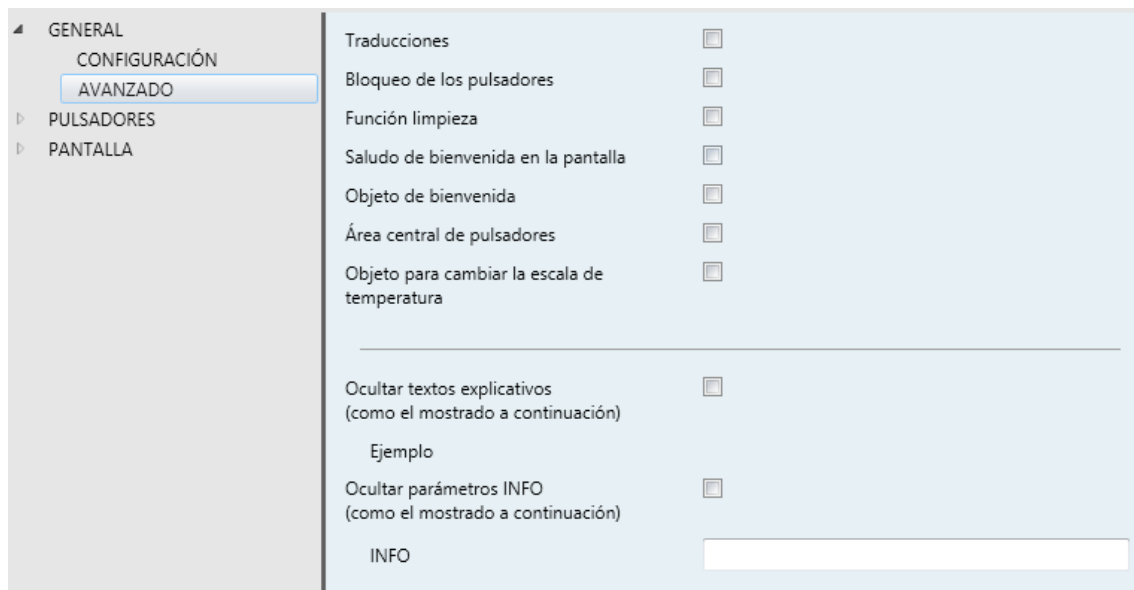 GENERAL
CONFIGURACIÓN
AVANZADO
PULSADORES
PANTALLA
Traducciones
Bloqueo de los pulsadores
Función limpieza
Saludo de bienvenida en la pantalla
Objeto de bienvenida
Área central de pulsadores
Objeto para cambiar la escala de
temperatura
Ocultar textos explicativos
(como el mostrado a continuación)
Ejemplo
Ocultar parámetros INFO
(como el mostrado a continuación)
INFO